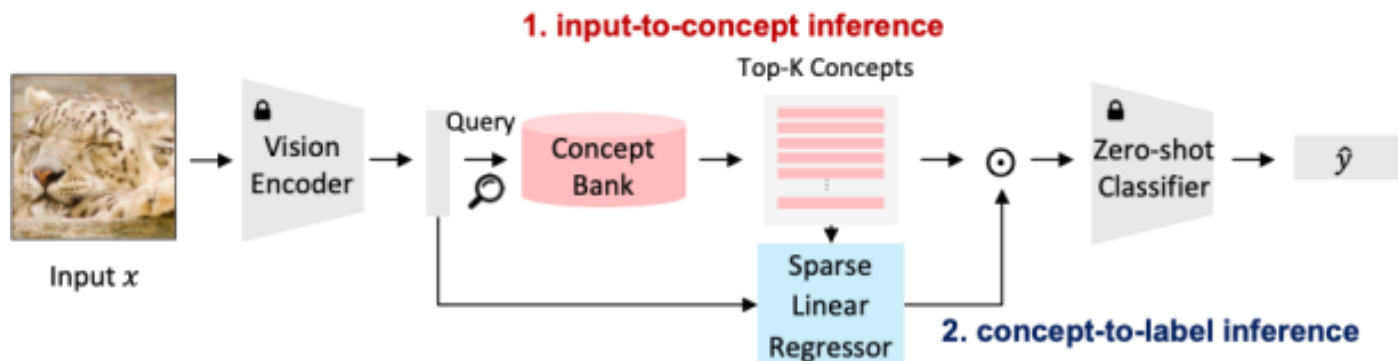 1. input-to-concept inference
Top-K Concepts
Query
Vision
Encoder
Concept
Bank
Zero-shot
Classifier
ŷ
Input x
Sparse
Linear
Regressor
2. concept-to-label inference